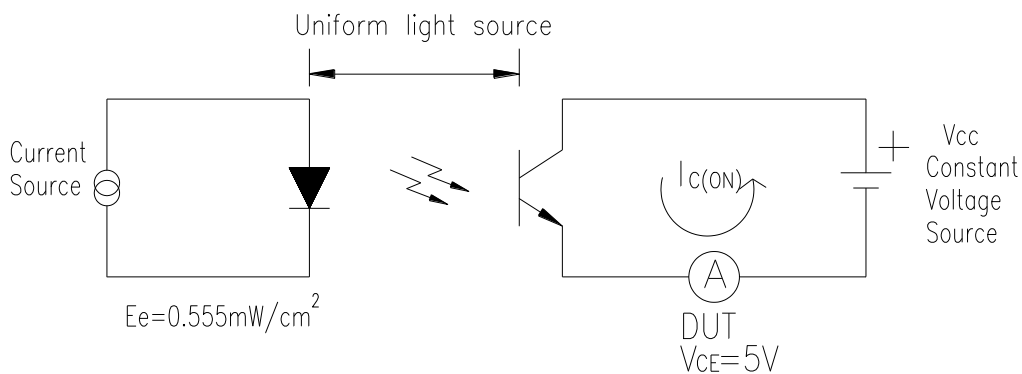 Uniform light source
Current
Source
IC(ON)
+
Vcc
Constant
Voltage
Source
A
Ee=0.555mW/cm²
DUT
VCE=5V